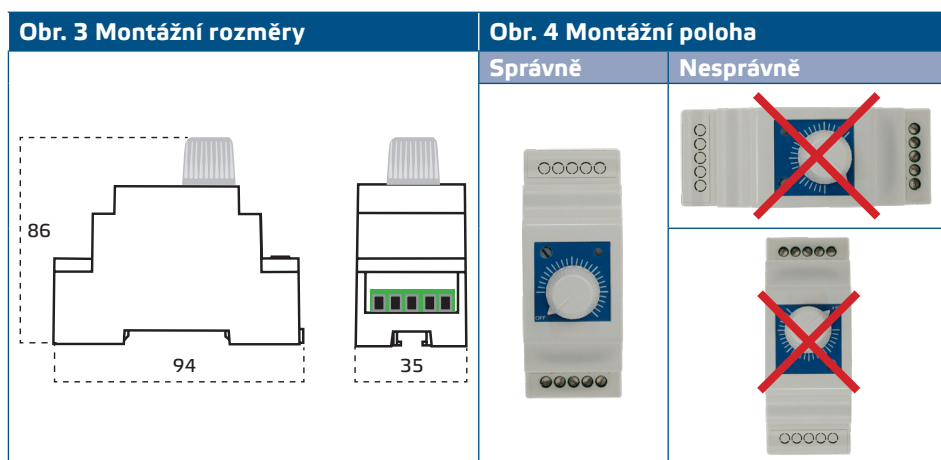 Obr. 3 Montážní rozměry
Obr. 4 Montážní poloha
Správně
Nesprávně
86
94
35
OFF